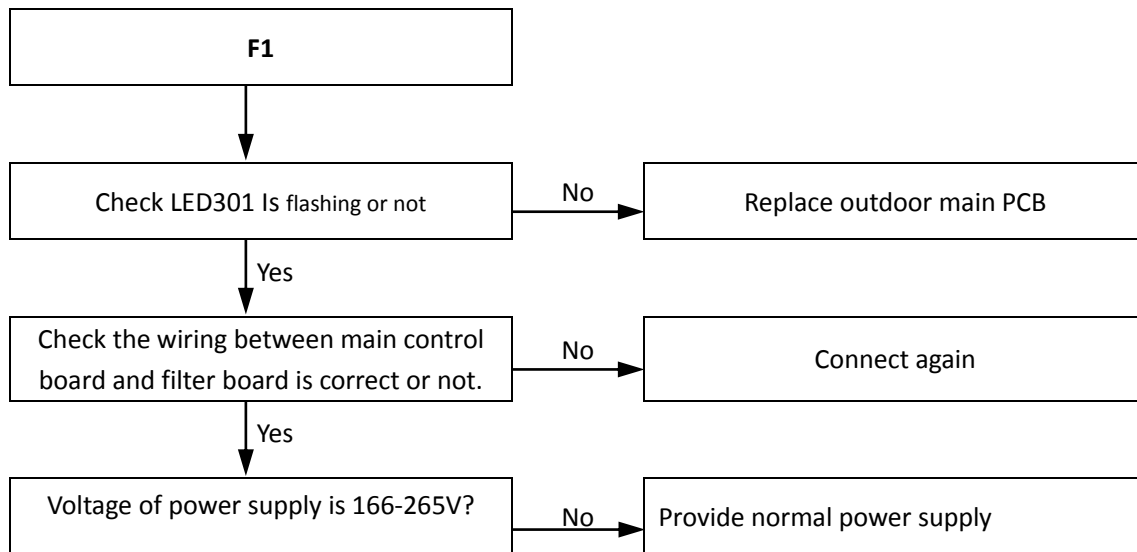 F1
Check LED301 Is flashing or not
No
Replace outdoor main PCB
Yes
Check the wiring between main control
board and filter board is correct or not.
No
Connect again
Yes
Voltage of power supply is 166-265V?
No
Provide normal power supply